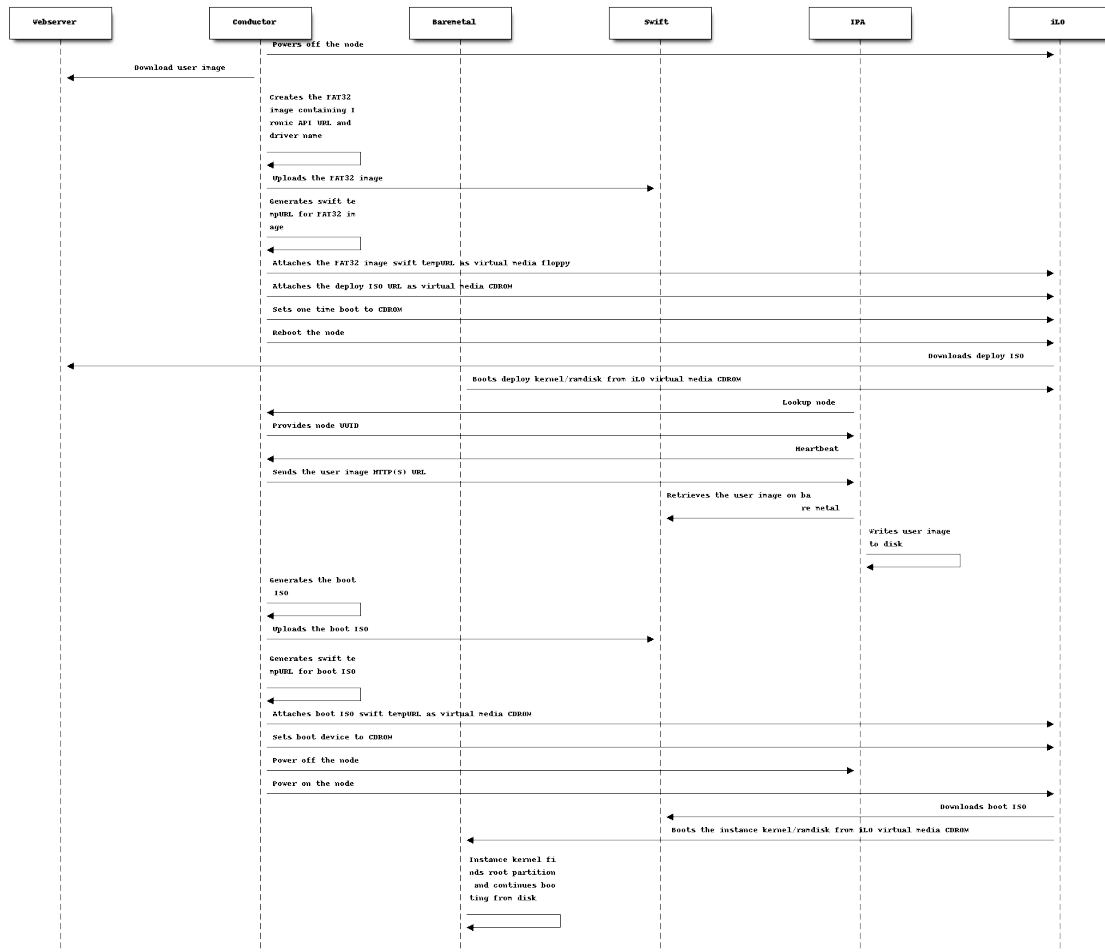 Webserver
Conductor
Baremetal
Swift
IPA
iLO
Powers off the node
Download user image
Creates the FAT32
image containing I
ronic API URL and
driver name
Uploads the FAT32 image
Generates swift te
mpURL for FAT32 im
age
Attaches the FAT32 image swift tempURL as virtual media floppy
Attaches the deploy ISO URL as virtual media CDROM
Sets one time boot to CDROM
Reboot the node
Downloads deploy ISO
Boots deploy kernel/ramdisk from iLO virtual media CDROM
Lookup node
Provides node UUID
Heartbeat
Sends the user image HTTP(S) URL
Retrieves the user image on ba
re metal
Writes user image
to disk
Generates the boot
ISO
Uploads the boot ISO
Generates swift te
mpURL for boot ISO
Attaches boot ISO swift tempURL as virtual media CDROM
Sets boot device to CDROM
Power off the node
Power on the node
Downloads boot ISO
Boots the instance kernel/ramdisk from iLO virtual media CDROM
Instance kernel fi
nds root partition
and continues boo
ting from disk